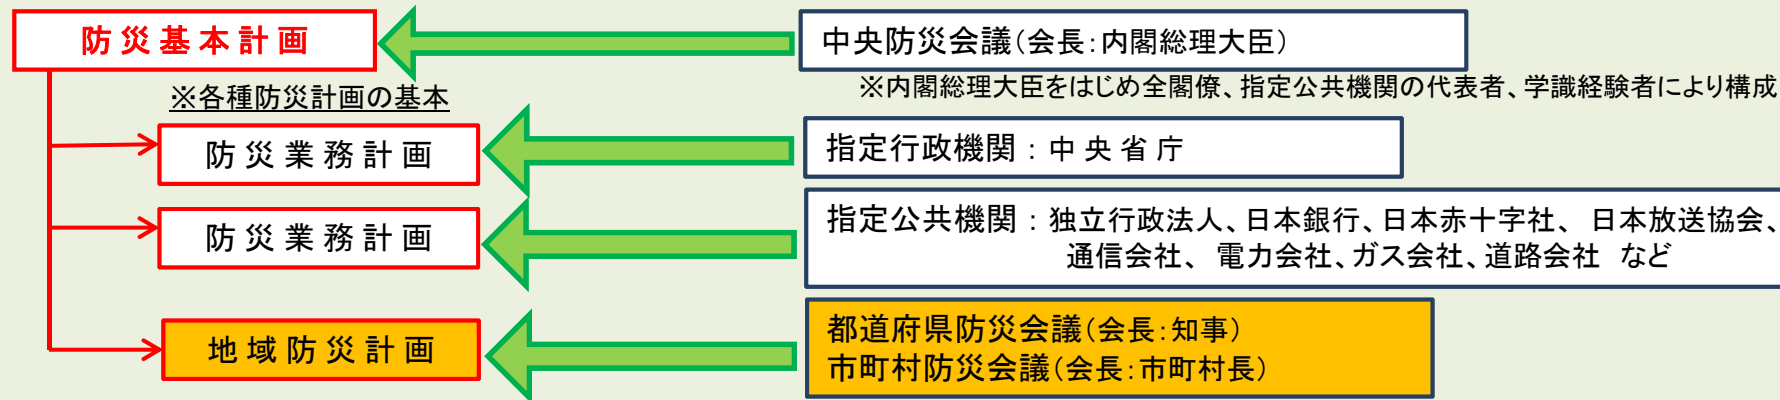 防災基本計画
中央防災会議（会長：内閣総理大臣）
※内閣総理大臣をはじめ全閣僚、指定公共機関の代表者、学識経験者により構成
※各種防災計画の基本
防災業務計画
指定行政機関：中央省庁
防災業務計画
指定公共機関：独立行政法人、日本銀行、日本赤十字社、日本放送協会、
通信会社、電力会社、ガス会社、道路会社 など
地域防災計画
都道府県防災会議（会長：知事）
市町村防災会議（会長：市町村長）